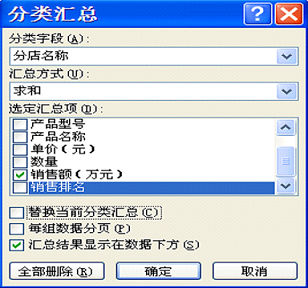 分类汇总
分类字段(A):
分店名称
汇总方式(U):
求和
选定汇总项(D):
产品型号
产品名称
单价（元）
数量
销售额（万元）
销售排名
替换当前分类汇总(C)
每组数据分页(P)
汇总结果显示在数据下方(S)
全部删除(R) 确定 取消